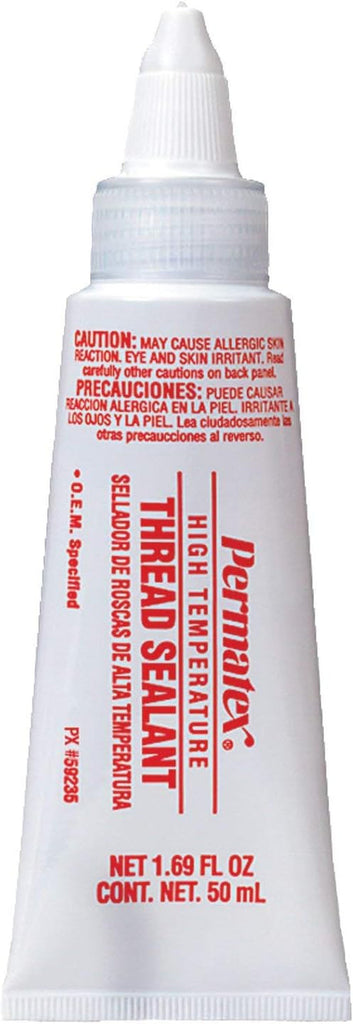 CAUTION: MAY CAUSE ALLERGIC SKIN
REACTION. EYE AND SKIN IRRITANT. Read
carefully other cautions on back panel.
PRECAUCIONES: PUEDE CAUSAR
REACCION ALERGICA EN LA PIEL. IRRITANTE A
LOS OJOS Y LA PIEL. Lea ciudadosamente las
otras precaucciones al reverso.
Permatex®
HIGH TEMPERATURE
THREAD SEALANT
SELLADOR DE ROSCAS DE ALTA TEMPERATURA
• O.E.M. Specified
PX #59235
NET 1.69 FL OZ
CONT. NET. 50 mL